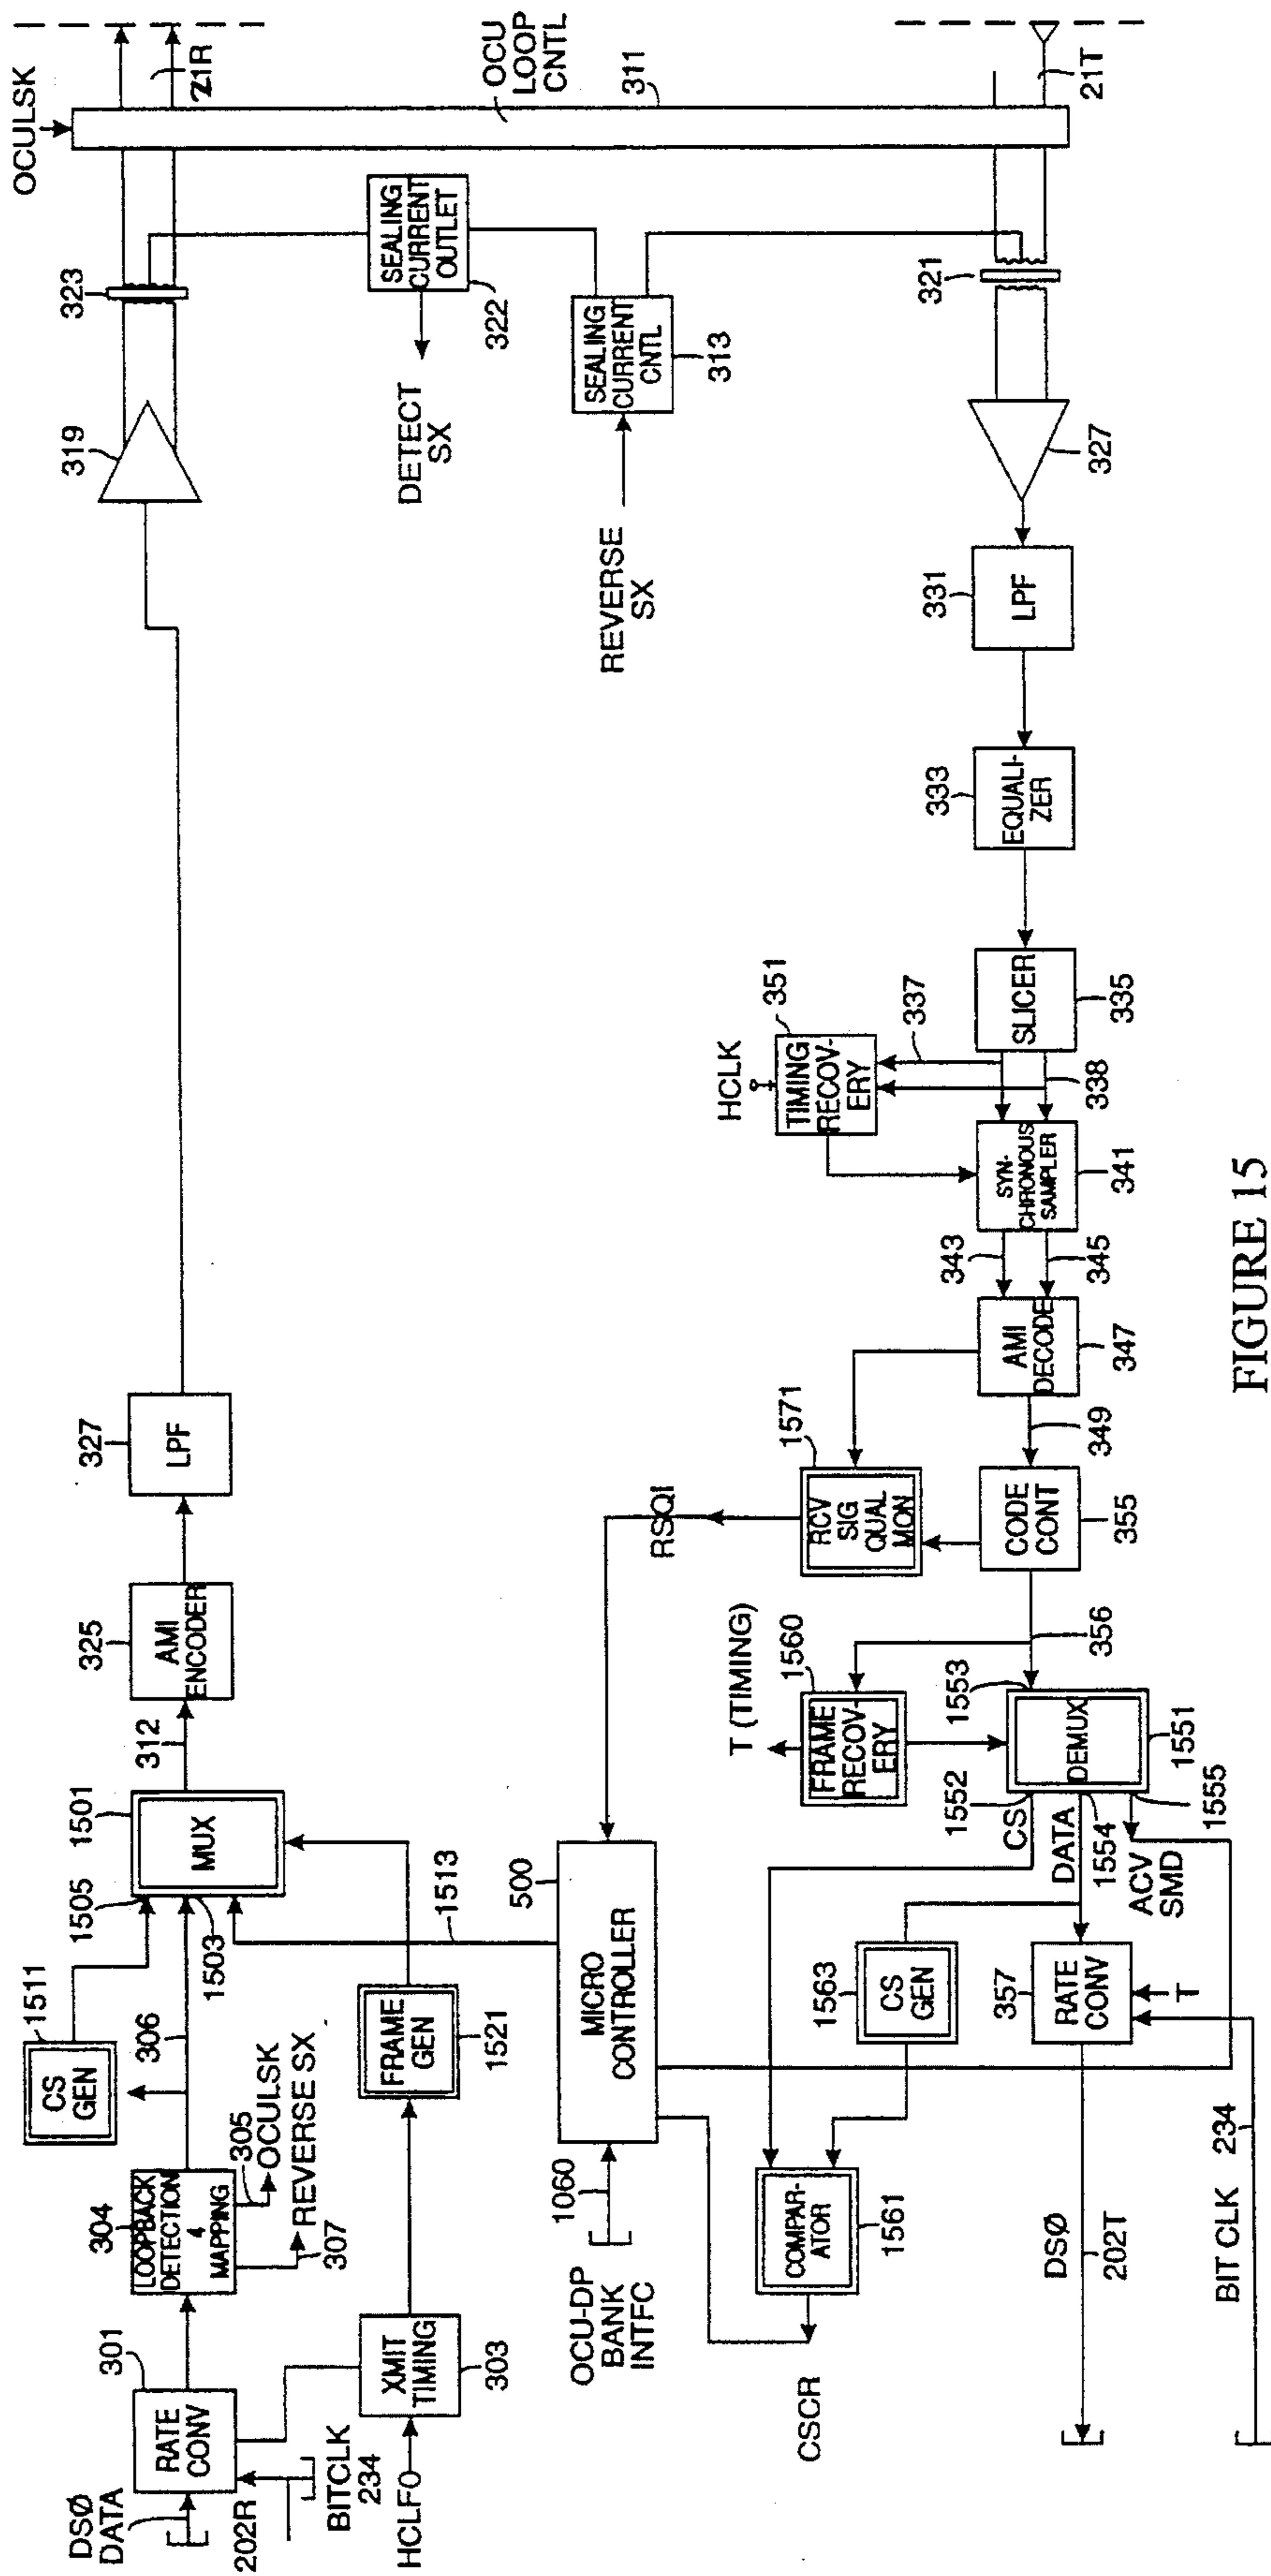 DSØ
DATA
202R
BITCLK
234
HCLF0
301
RATE
CONV
XMIT
TIMING
303
304
LOOPBACK
DETECTION
4
MAPPING
305
OCULSK
REVERSE SX
307
1511
CS
GEN
306
1505
1503
1501
MUX
FRAME
GEN
1521
1513
312
325
AMI
ENCODER
327
LPF
319
323
OCULSK
21R
OCU
LOOP
CNTL
311
SEALING
CURRENT
OUTLET
322
DETECT
SX
SEALING
CURRENT
CNTL
313
REVERSE
SX
21T
321
327
331
LPF
333
EQUALI-
ZER
SLICER
335
337
338
HCLK
351
TIMING
RECOV-
ERY
SYN-
CHRONOUS
SAMPLER
341
343
345
AMI
DECODE
347
349
1571
RCV
SIG
QUAL
MON
RSQI
CODE
CONT
355
356
T (TIMING)
1560
FRAME
RECOV-
ERY
1553
DEMUX
1551
1552
CS
DATA
1554
1555
ACV
SMD
500
MICRO
CONTROLLER
1060
OCU-DP
BANK
INTFC
1563
CS
GEN
357
RATE
CONV
T
COMPAR-
ATOR
1561
CSCR
DSØ
202T
BIT CLK
234
FIGURE 15